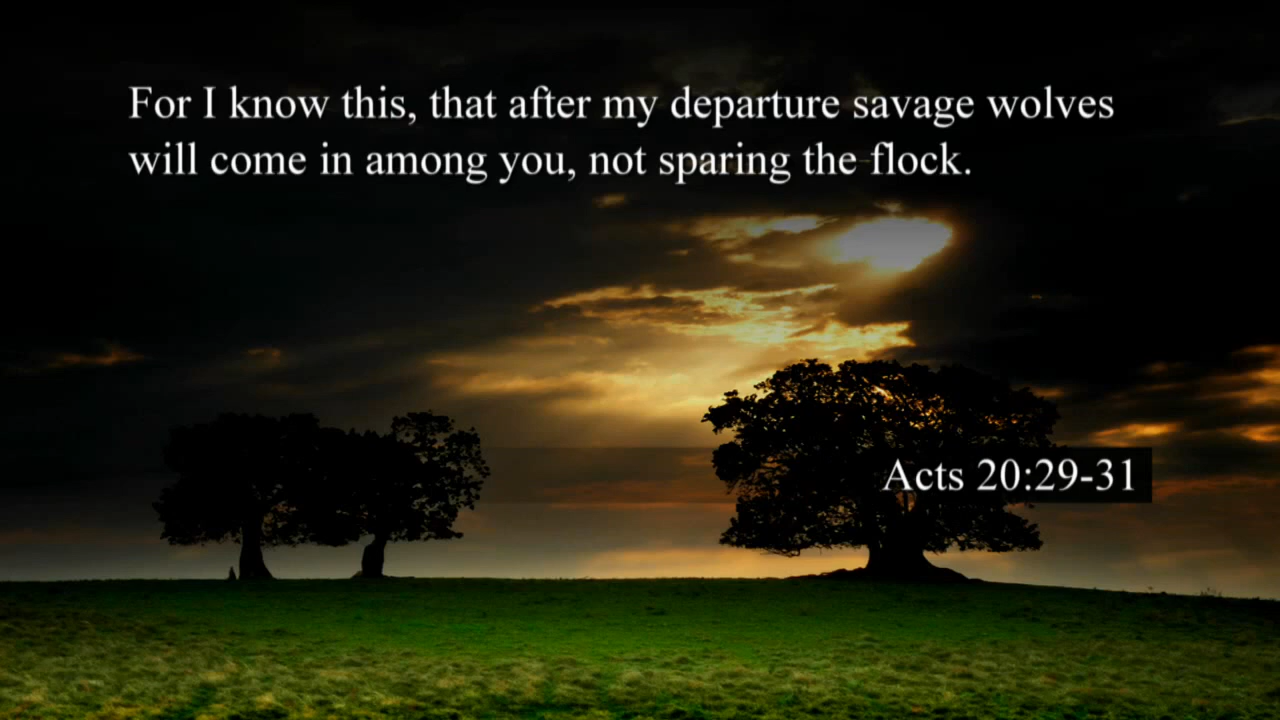 For I know this, that after my departure savage wolves
will come in among you, not sparing the flock.
Acts 20:29-31